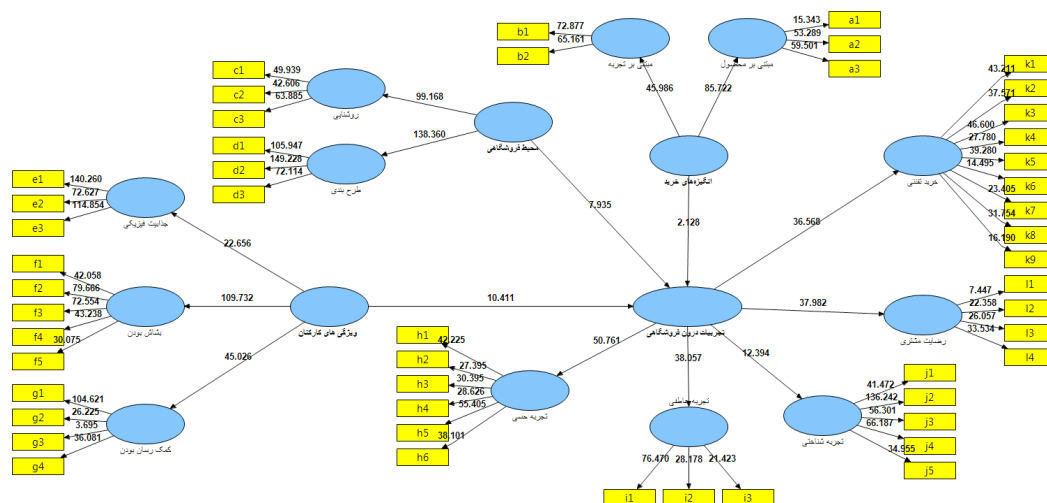 b1
b2
72.877
65.161
مبتنی بر تجربه
a1
a2
a3
15.343
53.289
59.501
مبتنی بر محصول
45.986
85.722
انگیزه‌های خرید
2.128
c1
c2
c3
49.939
42.606
63.885
روشنایی
99.168
138.360
محیط فروشگاهی
7.935
d1
d2
d3
105.947
149.228
72.114
طرح بندی
e1
e2
e3
140.260
72.627
114.854
جذابیت فیزیکی
22.656
f1
f2
f3
f4
f5
42.058
79.666
72.554
43.238
30.075
بشاش بودن
109.732
ویژگی های کارکنان
10.411
45.026
g1
g2
g3
g4
104.621
26.225
3.695
36.081
کمک رسان بودن
تجربیات درون فروشگاهی
36.568
37.982
50.761
38.057
12.394
k1
k2
k3
k4
k5
k6
k7
k8
k9
43.211
37.571
46.600
27.780
39.280
14.495
23.405
31.754
16.190
خرید تفننی
l1
l2
l3
l4
7.447
22.358
26.057
33.534
رضایت مشتری
h1
h2
h3
h4
h5
h6
42.225
27.395
30.395
28.626
55.405
38.101
تجربه حسی
تجربه عاطفی
76.470
28.178
21.423
i1
i2
i3
j1
j2
j3
j4
j5
41.472
136.242
56.301
66.187
34.955
تجربه شناختی